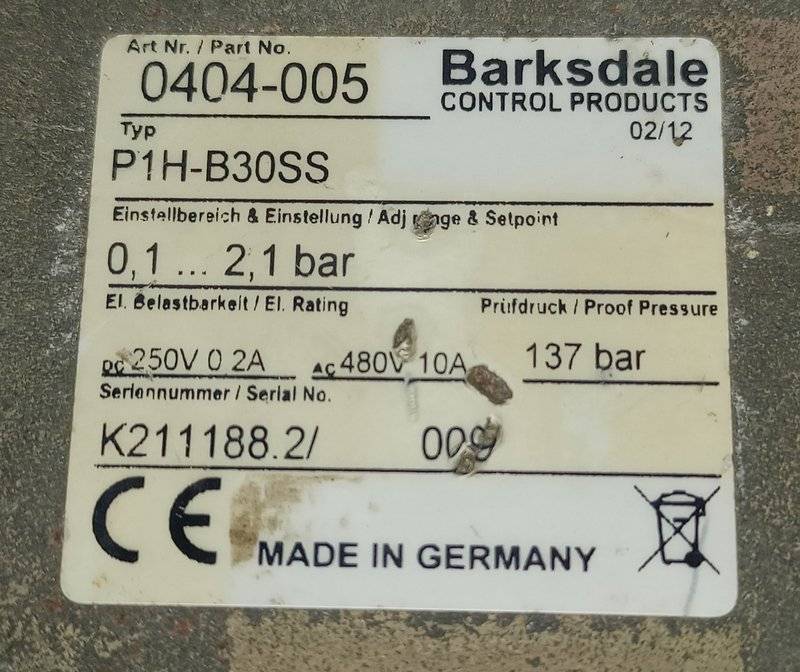 Art Nr. / Part No.
0404-005
Barksdale
CONTROL PRODUCTS
02/12
Typ
P1H-B30SS
Einstellbereich & Einstellung / Adj range & Setpoint
0,1 ... 2,1 bar
El. Belastbarkeit / El. Rating
Prüfdruck / Proof Pressure
DC 250V 0 2A
AC 480V 10A
137 bar
Seriennummer / Serial No.
K211188.2/ 009
CE
MADE IN GERMANY